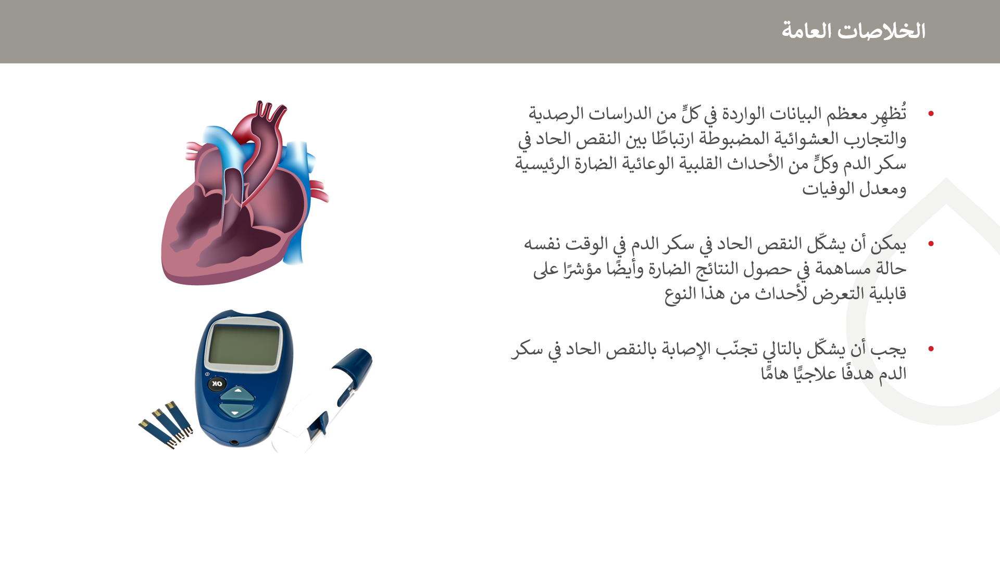 الخلاصات العامة
• تُظهِر معظم البيانات الواردة في كلٍّ من الدراسات الرصدية
والتجارب العشوائية المضبوطة ارتباطًا بين النقص الحاد في
سكر الدم وكلٍّ من الأحداث القلبية الوعائية الضارة الرئيسية
ومعدل الوفيات
• يمكن أن يشكّل النقص الحاد في سكر الدم في الوقت نفسه
حالة مساهمة في حصول النتائج الضارة وأيضًا مؤشرًا على
قابلية التعرض لأحداث من هذا النوع
• يجب أن يشكّل بالتالي تجنّب الإصابة بالنقص الحاد في سكر
الدم هدفًا علاجيًّا هامًّا
OK